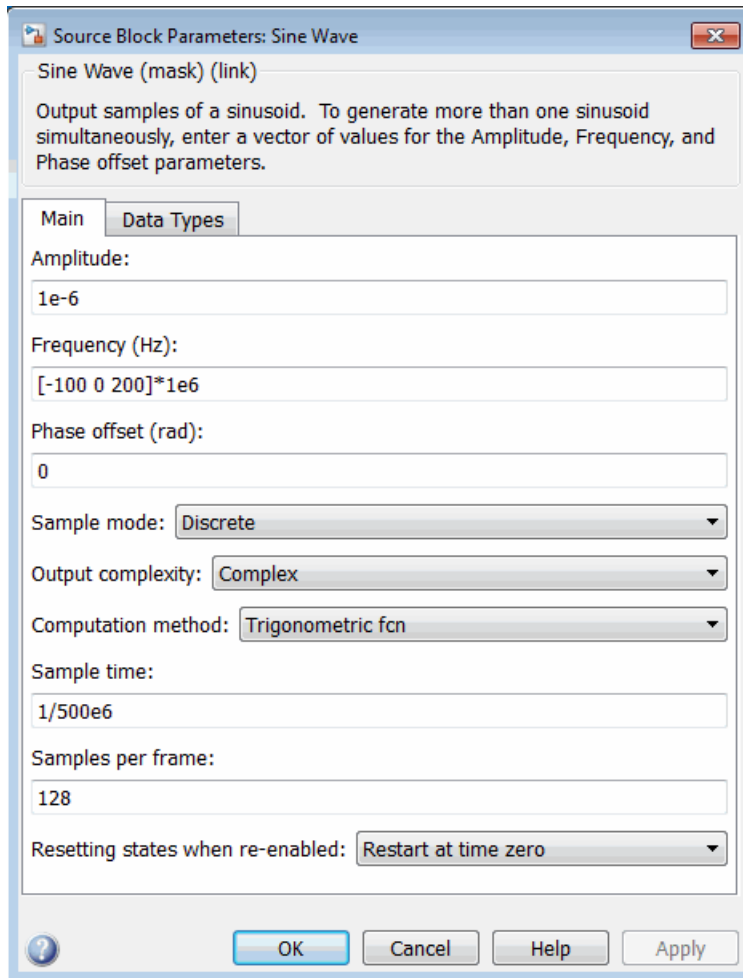 Source Block Parameters: Sine Wave
Sine Wave (mask) (link)
Output samples of a sinusoid.  To generate more than one sinusoid
simultaneously, enter a vector of values for the Amplitude, Frequency, and
Phase offset parameters.
Main Data Types
Amplitude:
1e-6
Frequency (Hz):
[-100 0 200]*1e6
Phase offset (rad):
0
Sample mode: Discrete
Output complexity: Complex
Computation method: Trigonometric fcn
Sample time:
1/500e6
Samples per frame:
128
Resetting states when re-enabled: Restart at time zero
? OK Cancel Help Apply